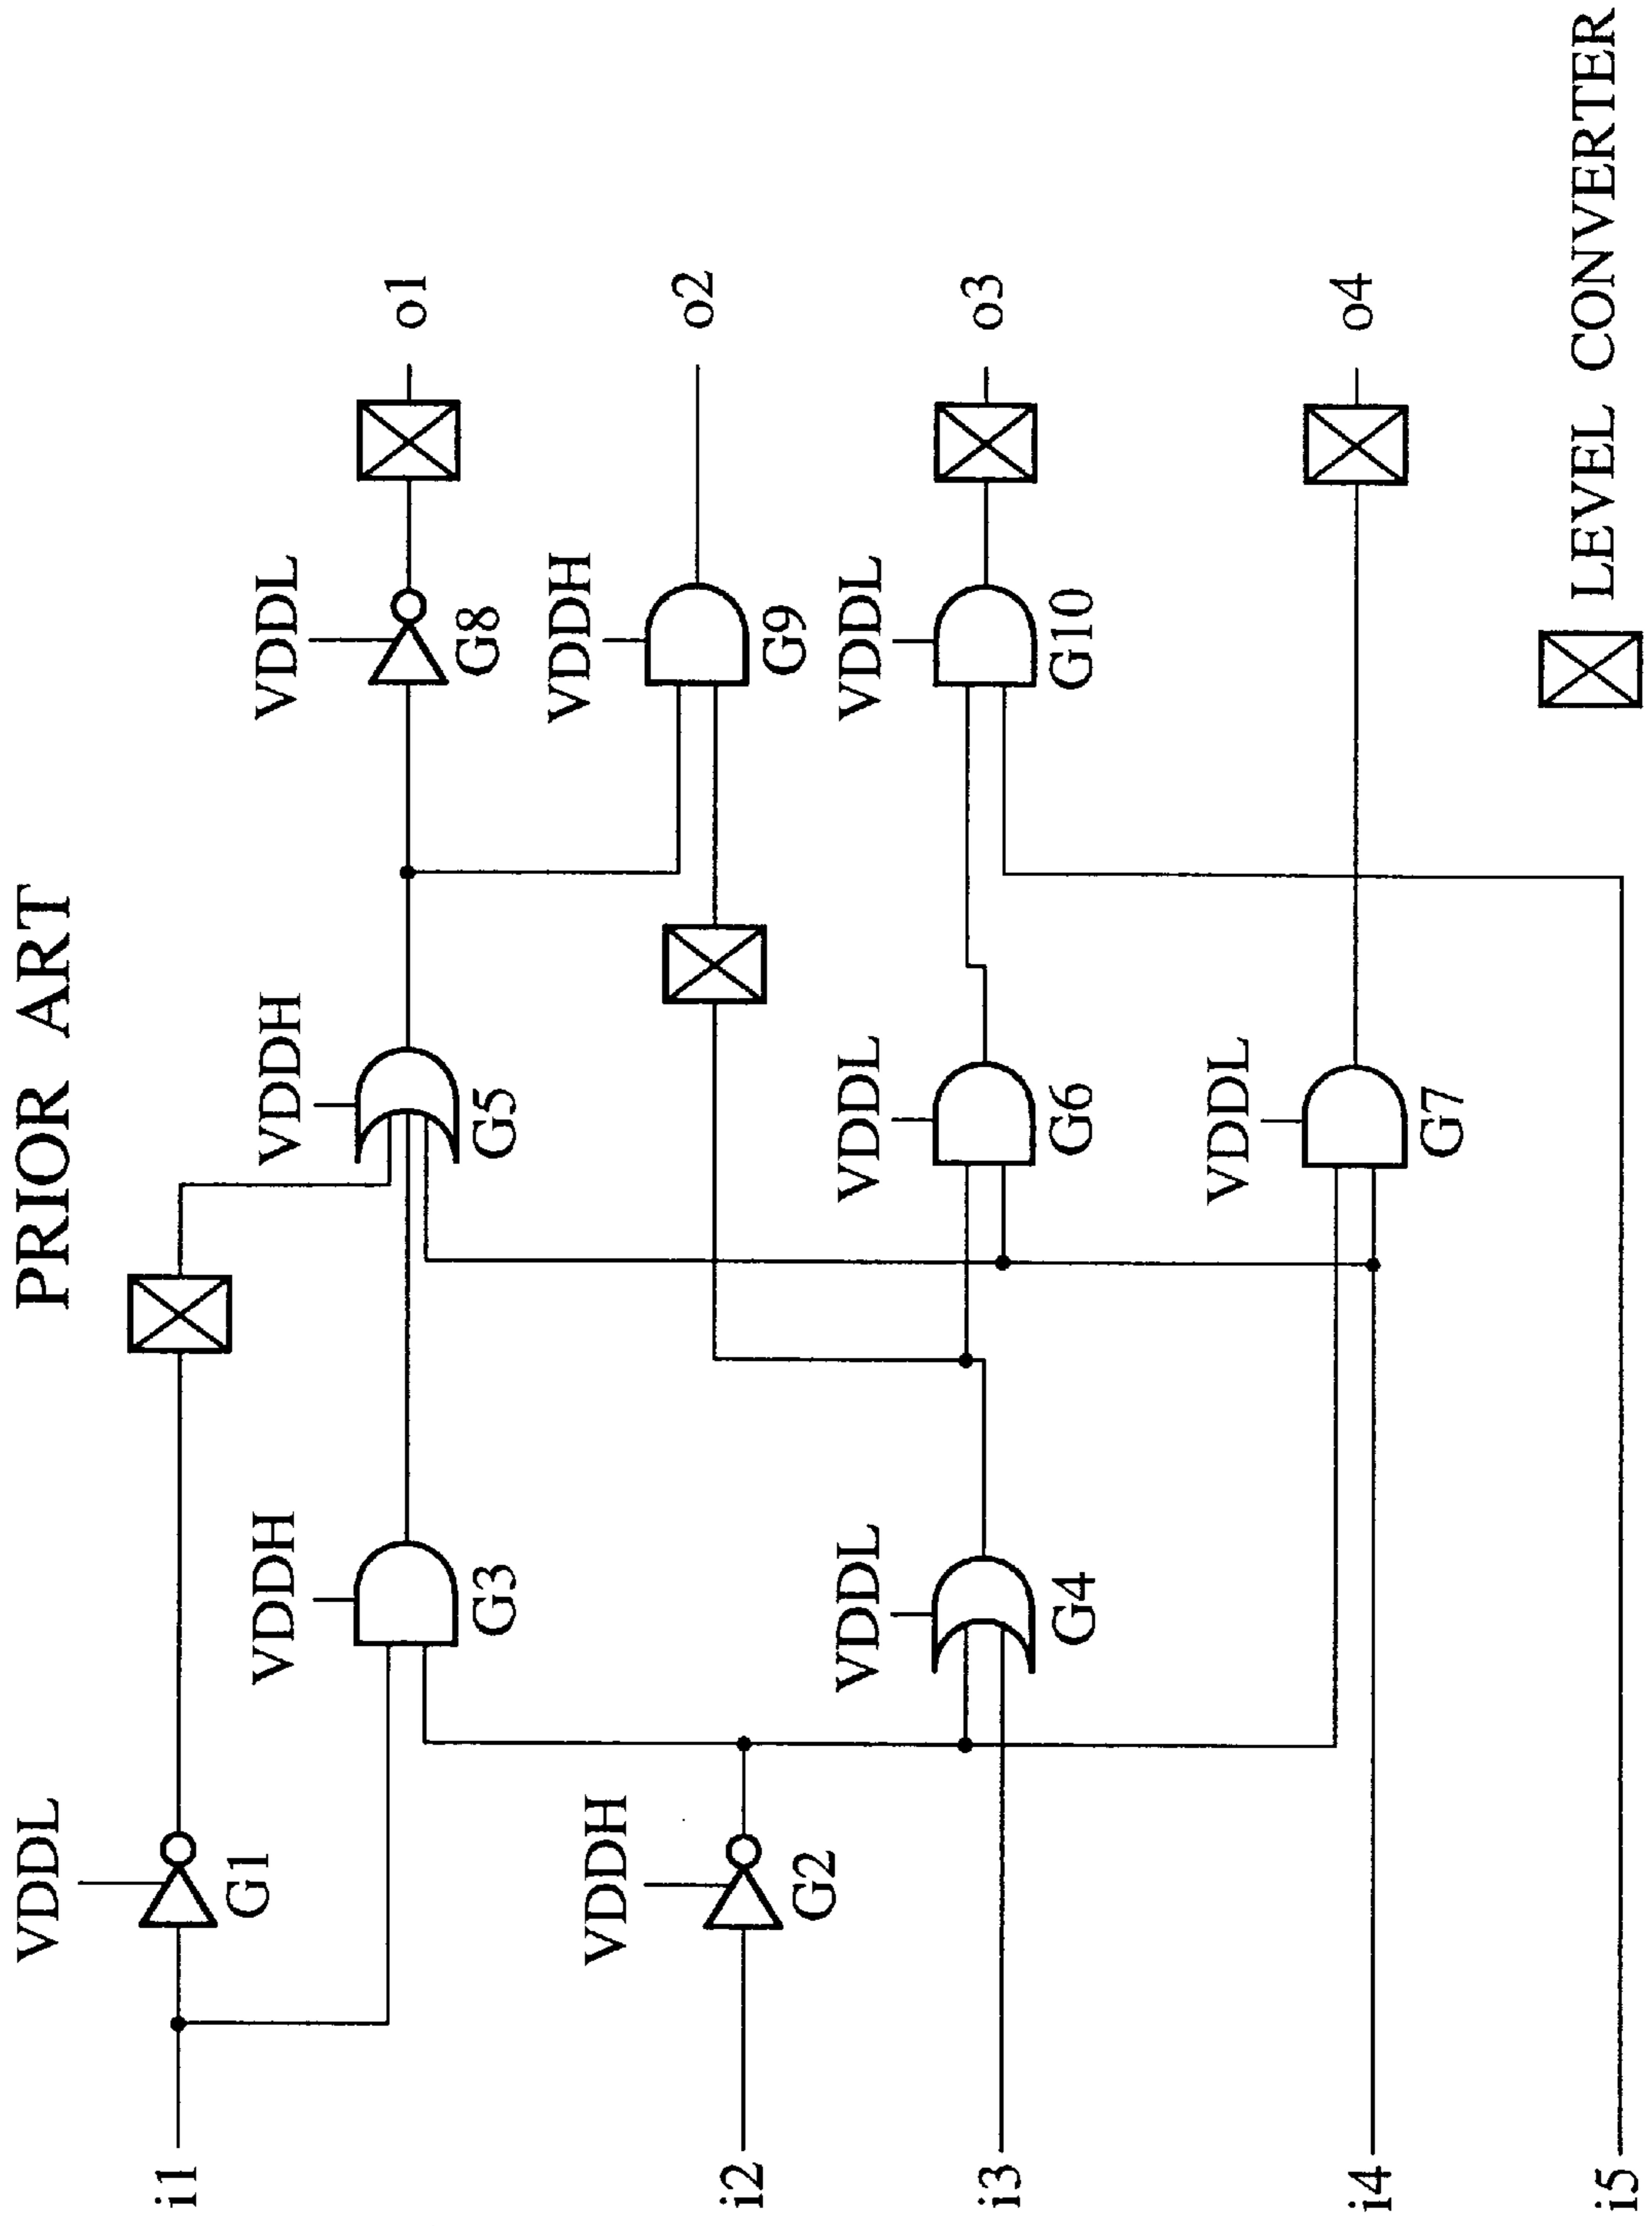 PRIOR ART
VDDL
G1
VDDH
G3
VDDH
G5
VDDL
G8
o1
VDDH
G2
VDDH
G9
o2
VDDL
G4
VDDL
G6
VDDL
G10
o3
VDDL
G7
o4
i1
i2
i3
i4
i5
LEVEL CONVERTER